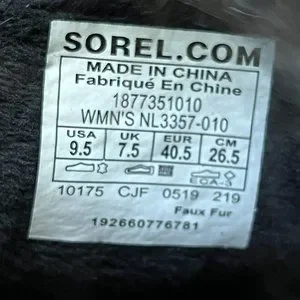 SOREL.COM
MADE IN CHINA
Fabriqué En Chine
1877351010
WMN'S NL3357-010
USA UK EUR CM
9.5 7.5 40.5 26.5
10175 CJF 0519 219
Faux Fur
192660776781